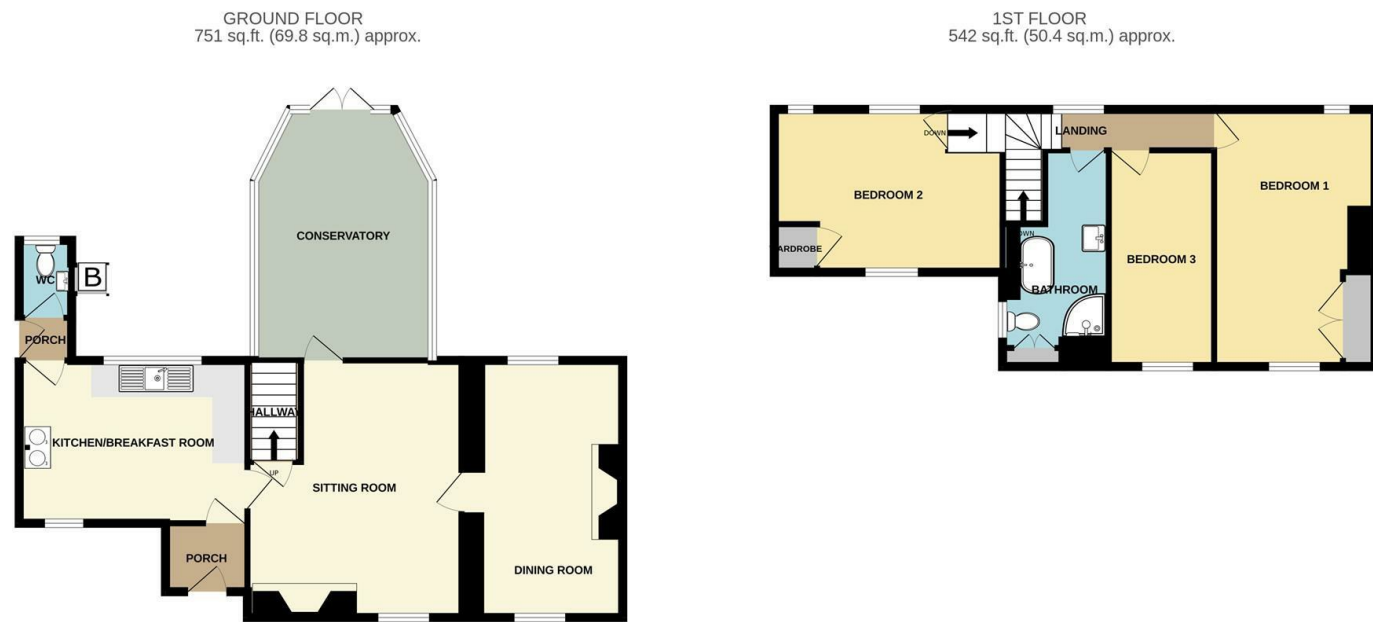 GROUND FLOOR
751 sq.ft. (69.8 sq.m.) approx.
1ST FLOOR
542 sq.ft. (50.4 sq.m.) approx.
CONSERVATORY
WC
B
PORCH
HALLWAY
KITCHEN/BREAKFAST ROOM
UP
SITTING ROOM
PORCH
DINING ROOM
DOWN
LANDING
BEDROOM 2
BEDROOM 1
DOWN
WARDROBE
BEDROOM 3
BATHROOM